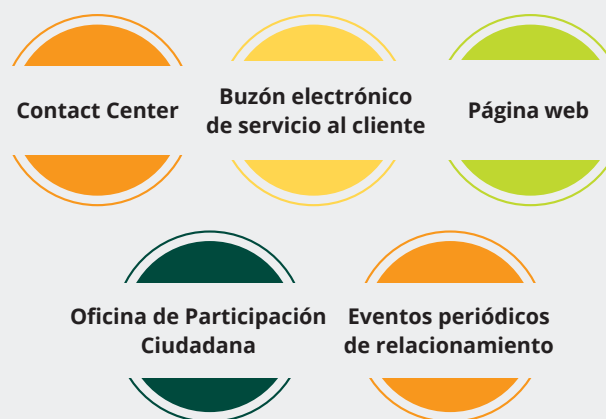 Contact Center
Buzón electrónico
de servicio al cliente
Página web
Oficina de Participación
Ciudadana
Eventos periódicos
de relacionamiento